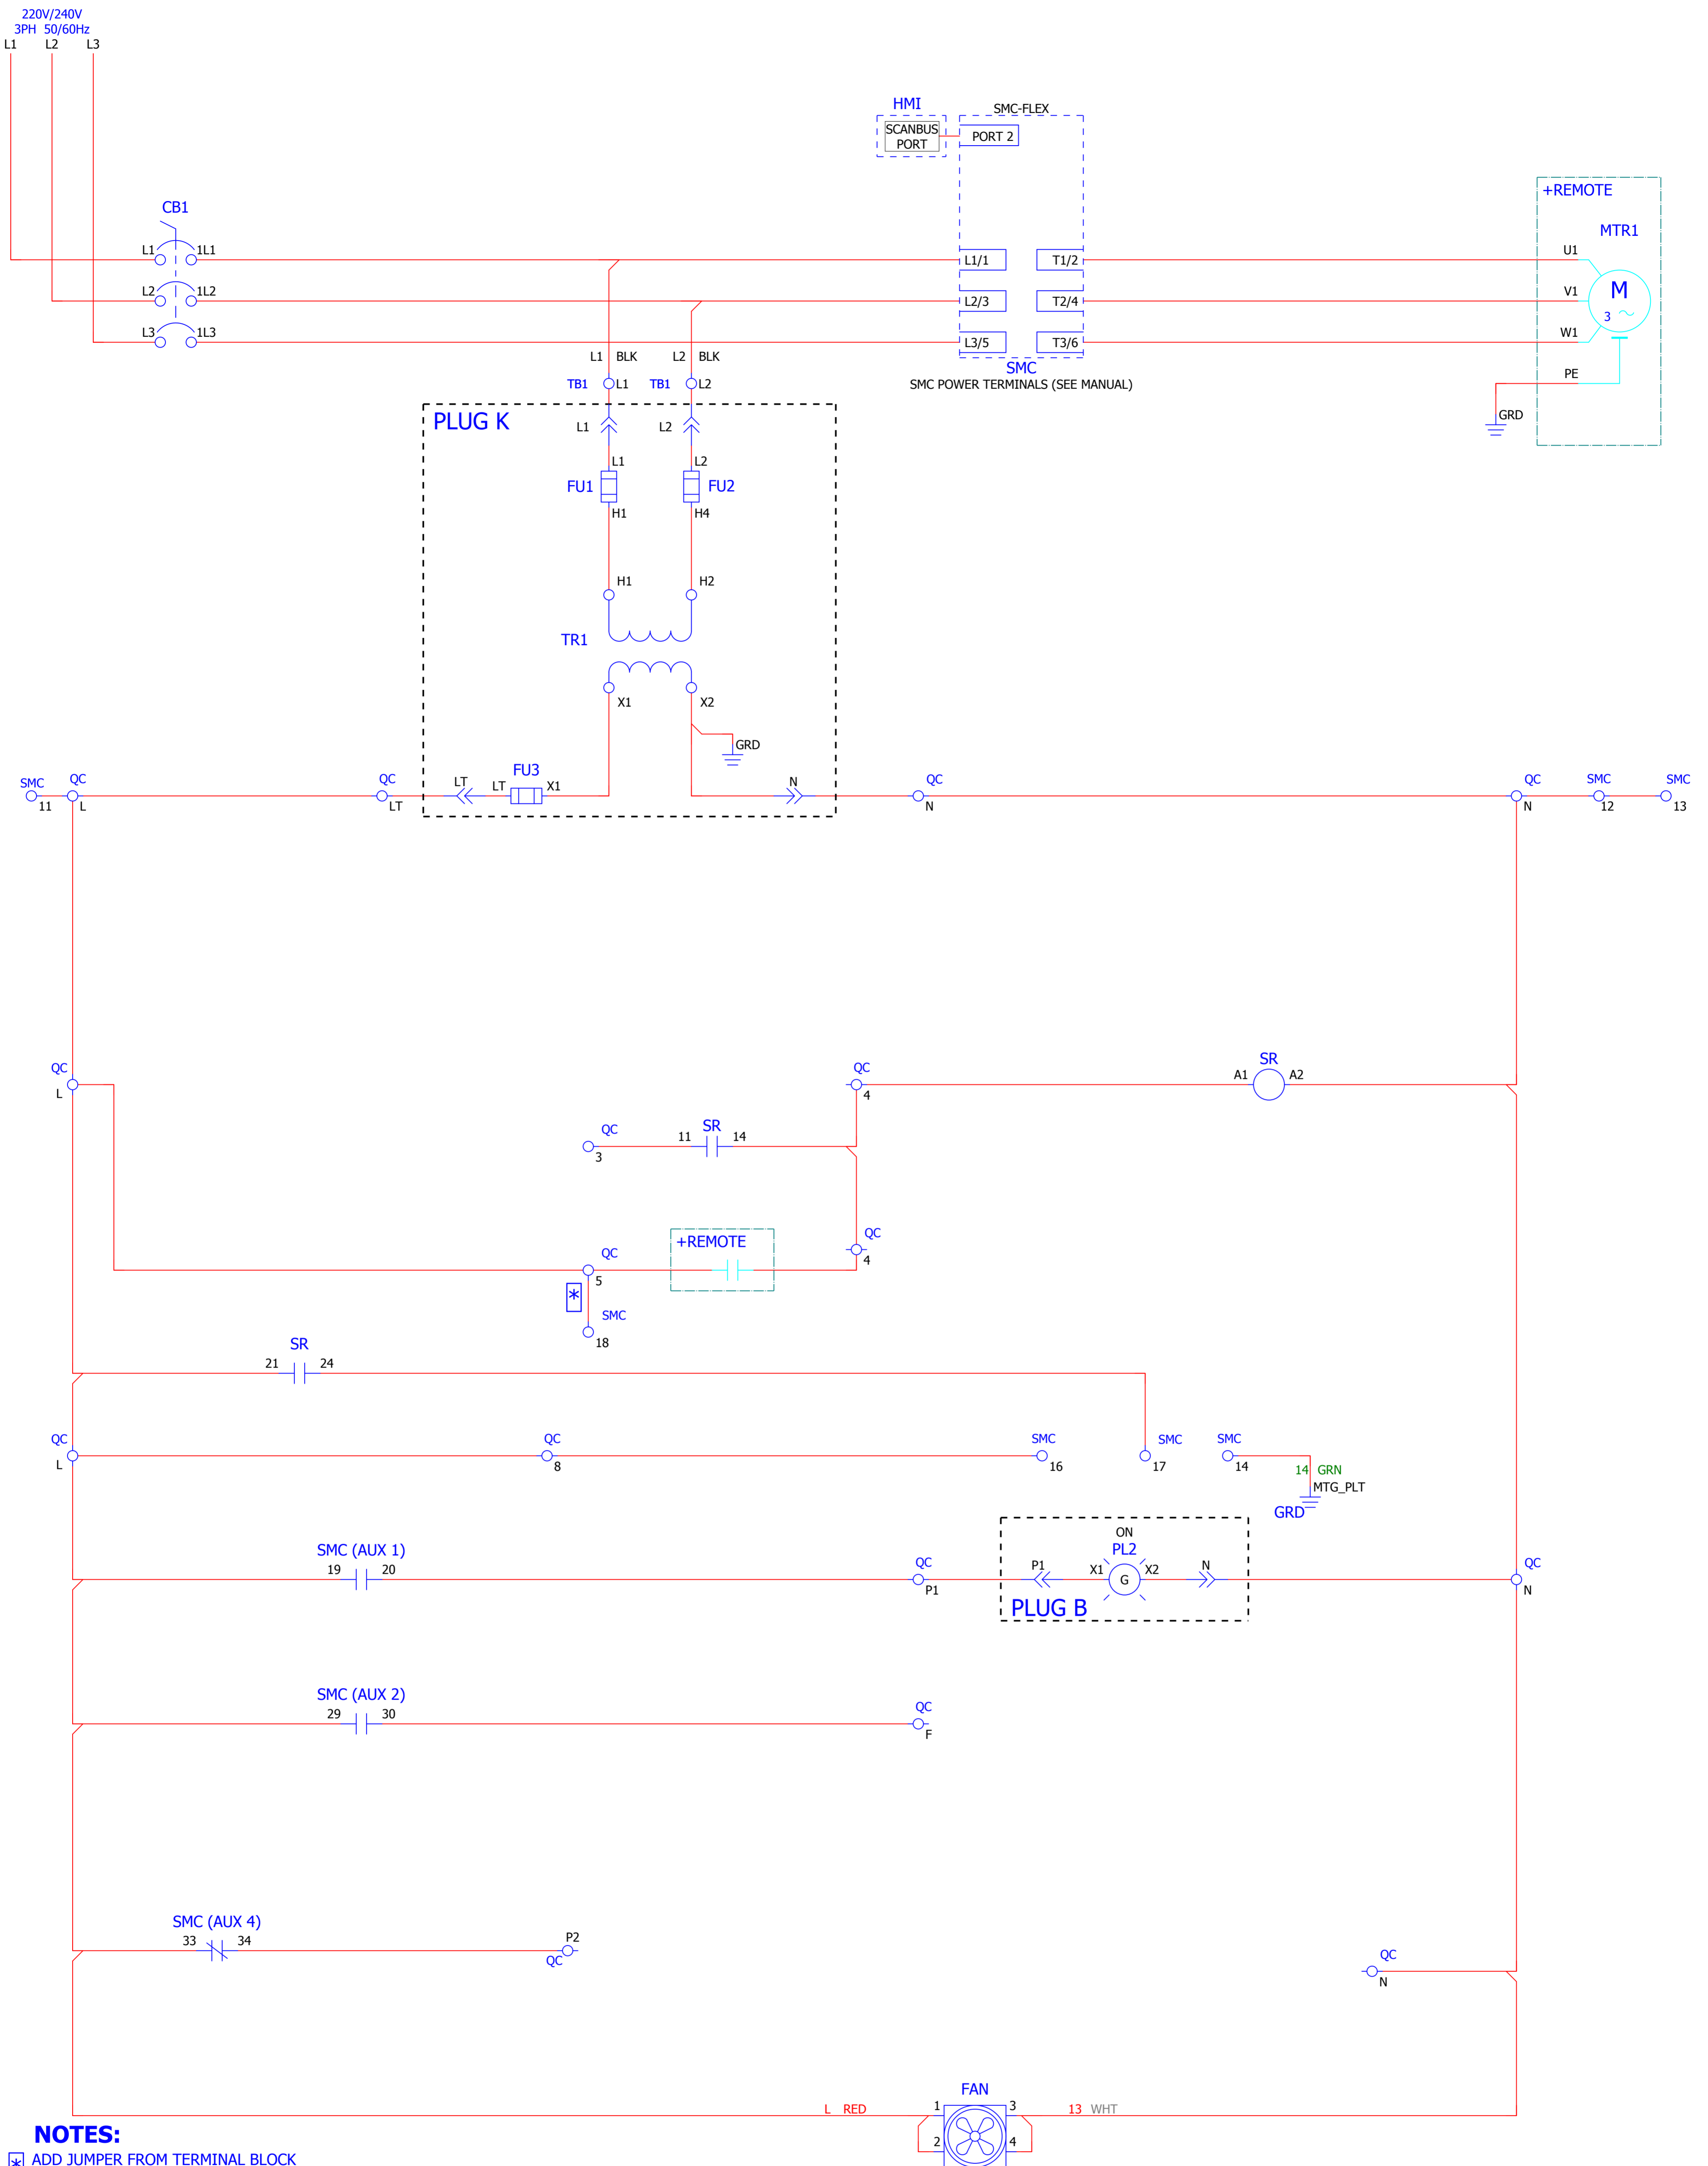 220V/240V
3PH 50/60Hz
L1 L2 L3
HMI
SMC-FLEX
SCANBUS
PORT
PORT 2
+REMOTE
CB1
MTR1
L1 1L1
L1/1 T1/2
U1
L2 1L2
L2/3 T2/4
V1
M
3
L3 1L3
L3/5 T3/6
W1
L1 BLK L2 BLK
SMC
TB1 L1 TB1 L2
SMC POWER TERMINALS (SEE MANUAL)
PE
GRD
PLUG K
L1 L2
L1 L2
FU1 FU2
H1 H4
H1 H2
TR1
X1 X2
GRD
SMC QC QC
11 L LT
LT LT FU3 X1
N
QC
N
QC SMC SMC
N 12 13
QC
L
QC
4
SR
A1 A2
QC
3
SR
11 14
+REMOTE
QC
4
QC
5
*
SMC
18
SR
21 24
QC QC SMC SMC SMC
L 8 16 17 14
14 GRN
MTG_PLT
GRD
ON
PL2
SMC (AUX 1)
19 20
QC
P1
P1 X1 G X2 N
QC
N
PLUG B
SMC (AUX 2)
29 30
QC
F
SMC (AUX 4)
33 34
P2
QC
QC
N
FAN
L RED 1 3 13 WHT
2 4
NOTES:
* ADD JUMPER FROM TERMINAL BLOCK